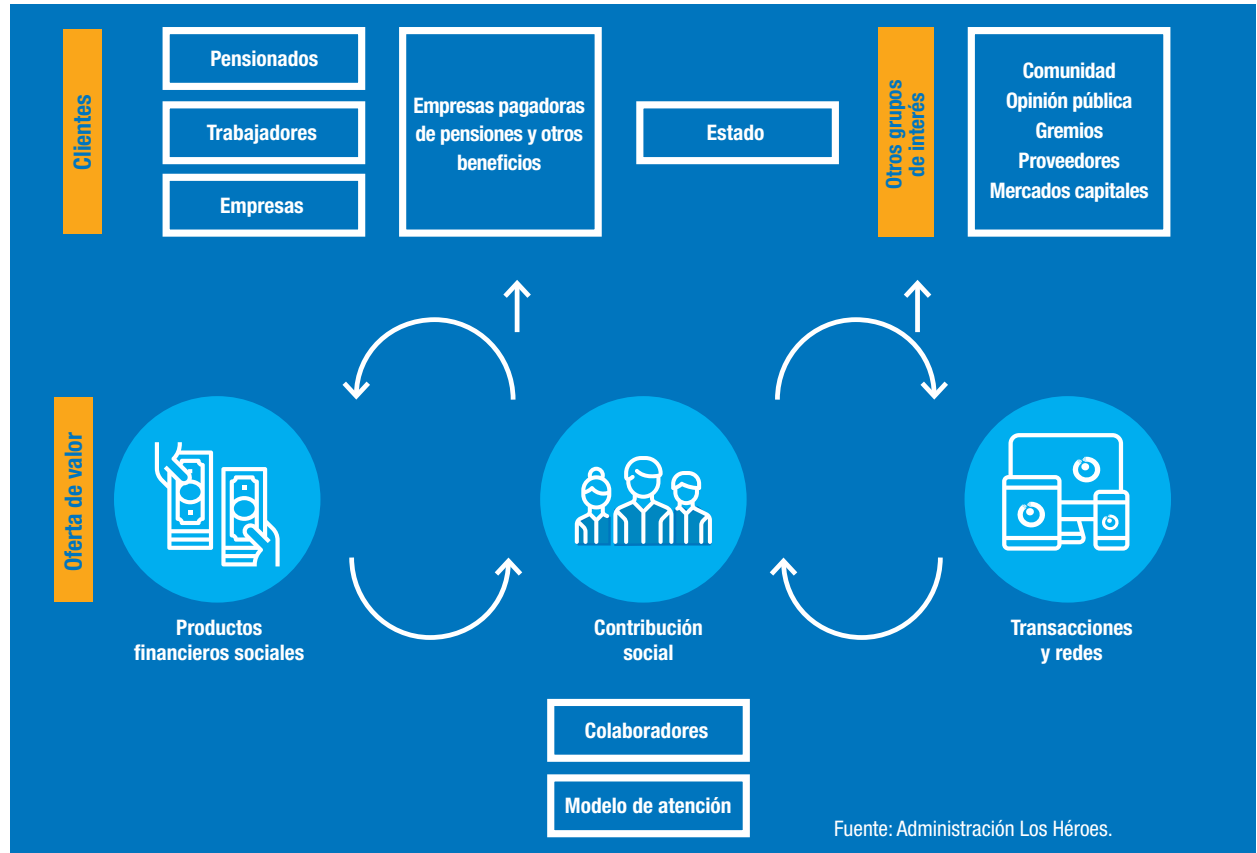 Clientes
Pensionados
Trabajadores
Empresas
Empresas pagadoras
de pensiones y otros
beneficios
Estado
Otros grupos
de interés
Comunidad
Opinión pública
Gremios
Proveedores
Mercados capitales
Oferta de valor
Productos
financieros sociales
Contribución
social
Transacciones
y redes
Colaboradores
Modelo de atención
Fuente: Administración Los Héroes.